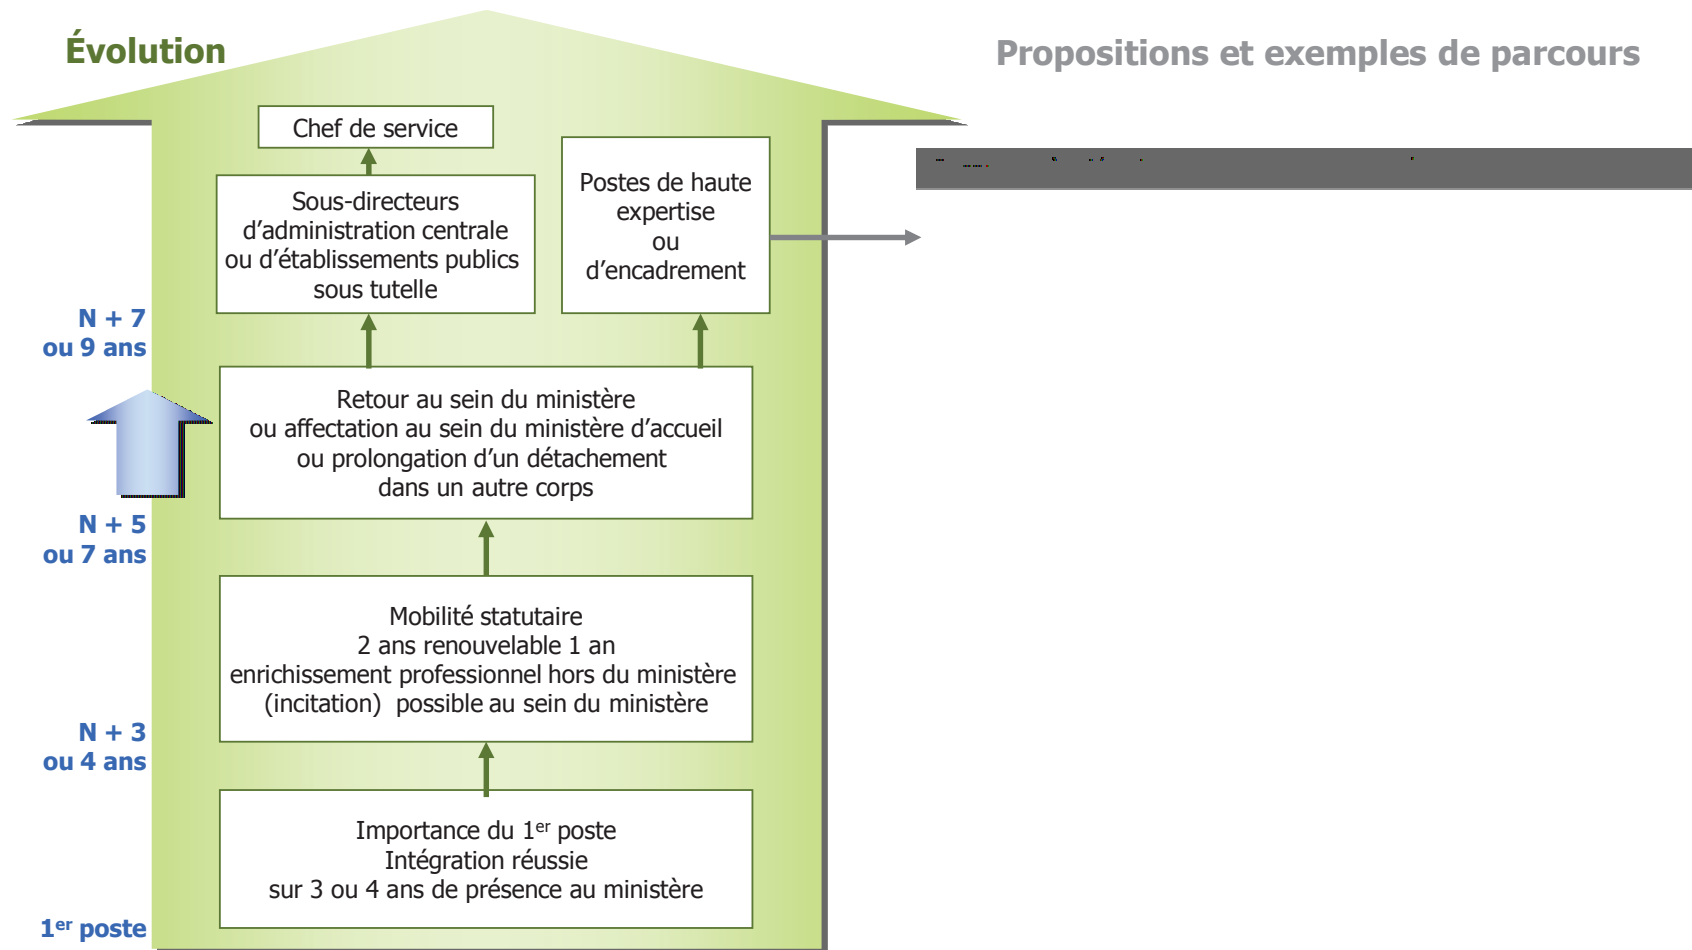 Évolution
Propositions et exemples de parcours
Chef de service
Sous-directeurs
d’administration centrale
ou d’établissements publics
sous tutelle
Postes de haute
expertise
ou
d’encadrement
N + 7
ou 9 ans
Retour au sein du ministère
ou affectation au sein du ministère d’accueil
ou prolongation d’un détachement
dans un autre corps
N + 5
ou 7 ans
Mobilité statutaire
2 ans renouvelable 1 an
enrichissement professionnel hors du ministère
(incitation) possible au sein du ministère
N + 3
ou 4 ans
Importance du 1er poste
Intégration réussie
sur 3 ou 4 ans de présence au ministère
1er poste